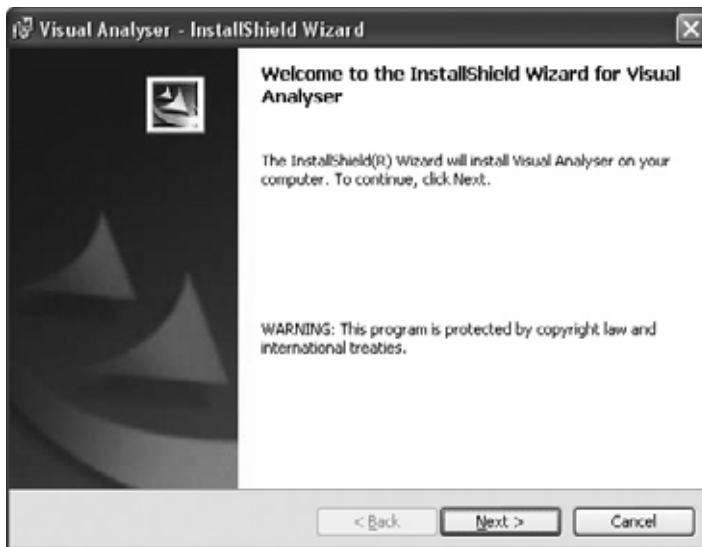 Visual Analyser - InstallShield Wizard
Welcome to the InstallShield Wizard for Visual
Analyser
The InstallShield(R) Wizard will install Visual Analyser on your
computer. To continue, click Next.
WARNING: This program is protected by copyright law and
international treaties.
< Back
Next >
Cancel